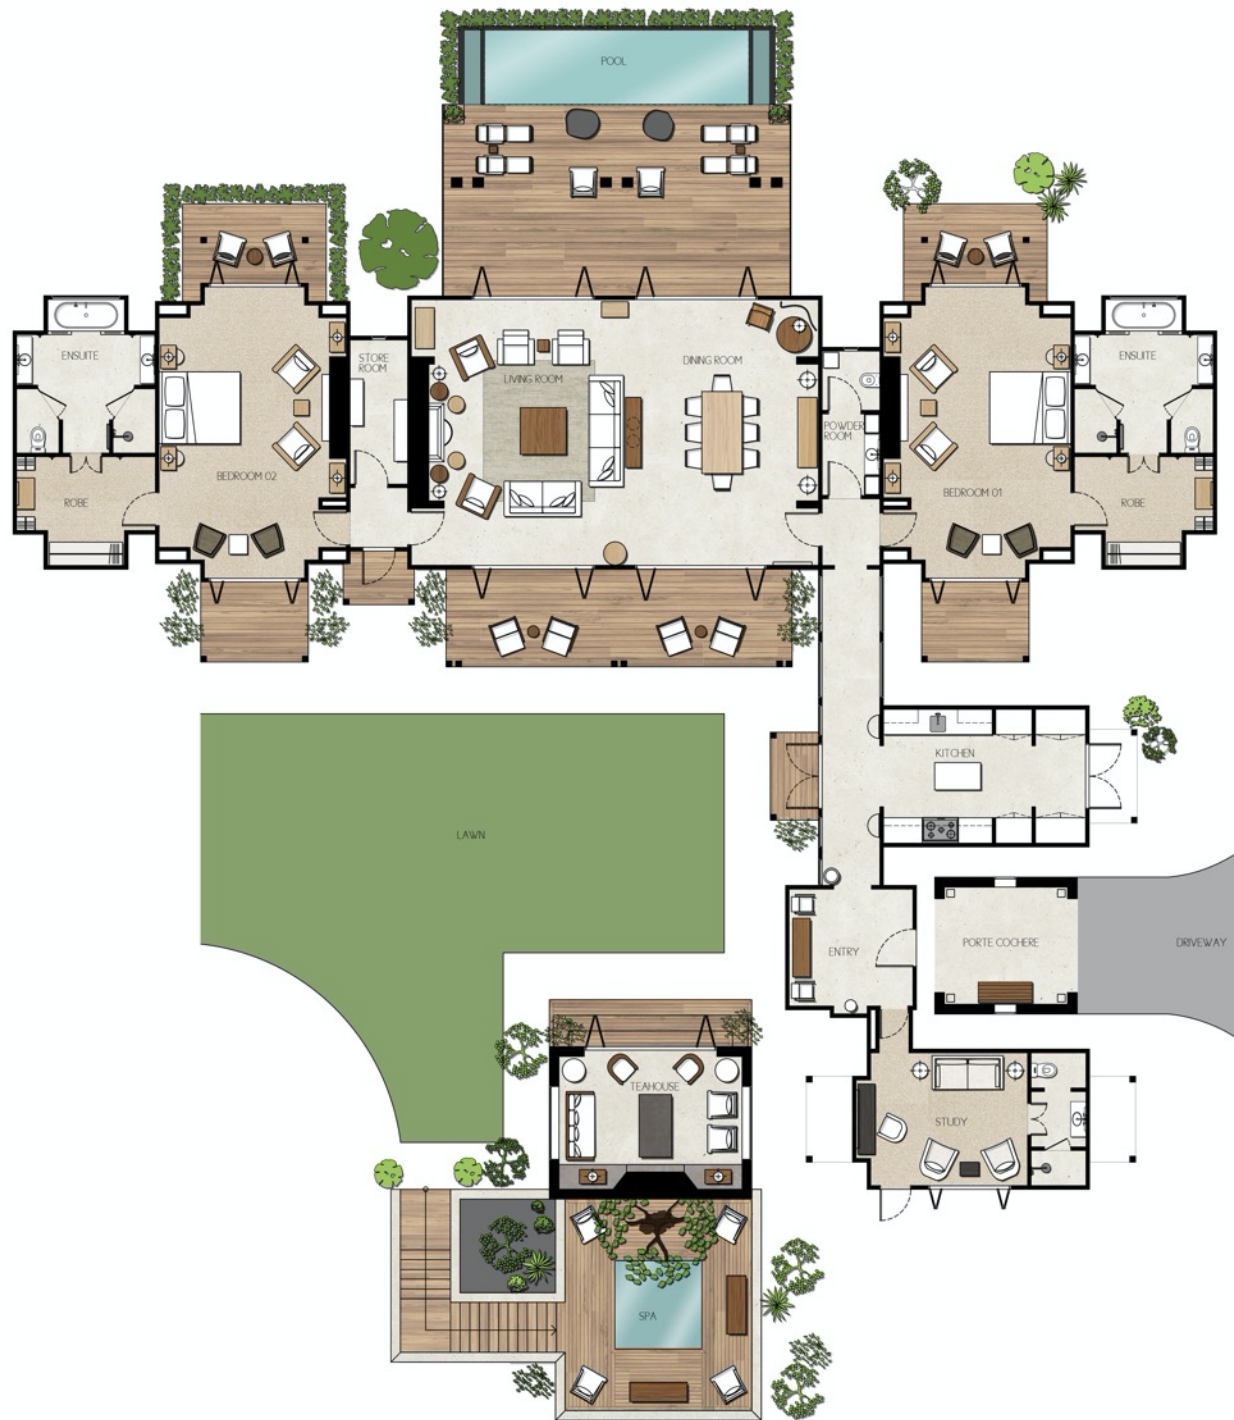 POOL
ENSUITE
STORE
ROOM
LIVING ROOM
DINING ROOM
ENSUITE
POWDER
ROOM
BEDROOM 02
BEDROOM 01
ROBE
ROBE
KITCHEN
LAWN
ENTRY
PORTE COCHERE
DRIVEWAY
TEAHOUSE
STUDY
SPA